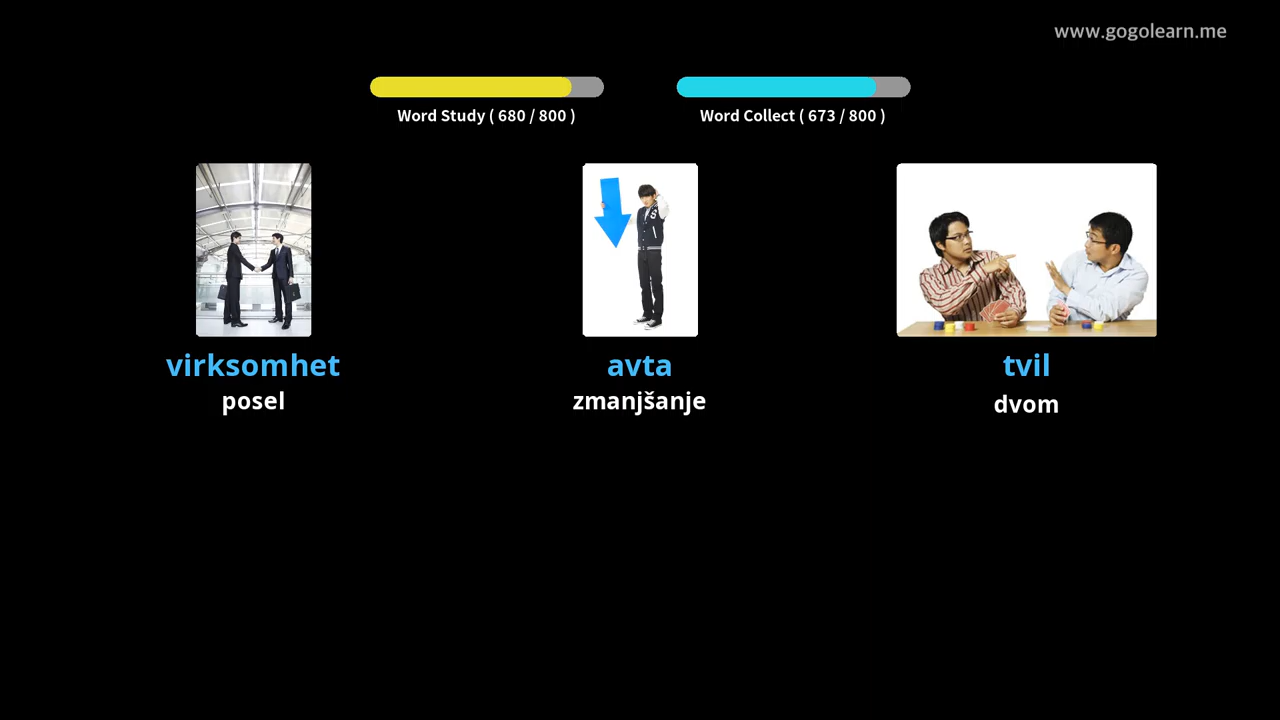 www.gogolearn.me
Word Study ( 680 / 800 )
Word Collect ( 673 / 800 )
virksomhet
posel
avta
zmanjšanje
tvil
dvom